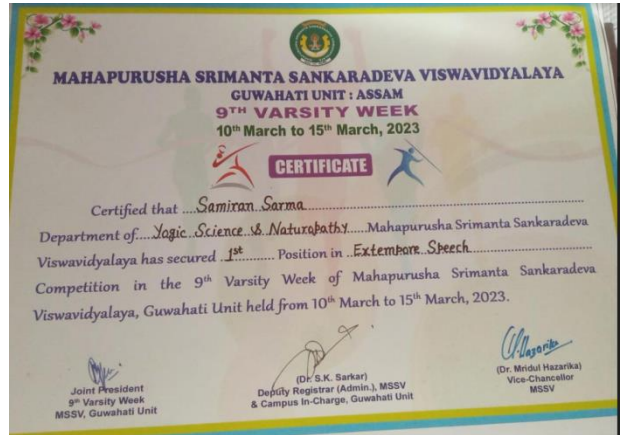 MAHAPURUSHA SRIMANTA SANKARADEVA VISWAVIDYALAYA
GUWAHATI UNIT : ASSAM
9TH VARSITY WEEK
10th March to 15th March, 2023
CERTIFICATE
Certified that ....Samiran Sarma....
Department of....Yogic Science & Naturopathy....Mahapurusha Srimanta Sankaradeva
Viswavidyalaya has secured ..1st.......... Position in ..Extempore Speech....
Competition in the 9th Varsity Week of Mahapurusha Srimanta Sankaradeva
Viswavidyalaya, Guwahati Unit held from 10th March to 15th March, 2023.
Joint President
9th Varsity Week
MSSV, Guwahati Unit
(Dr. S.K. Sarkar)
Deputy Registrar (Admin.), MSSV
& Campus In-Charge, Guwahati Unit
(Dr. Mridul Hazarika)
Vice-Chancellor
MSSV